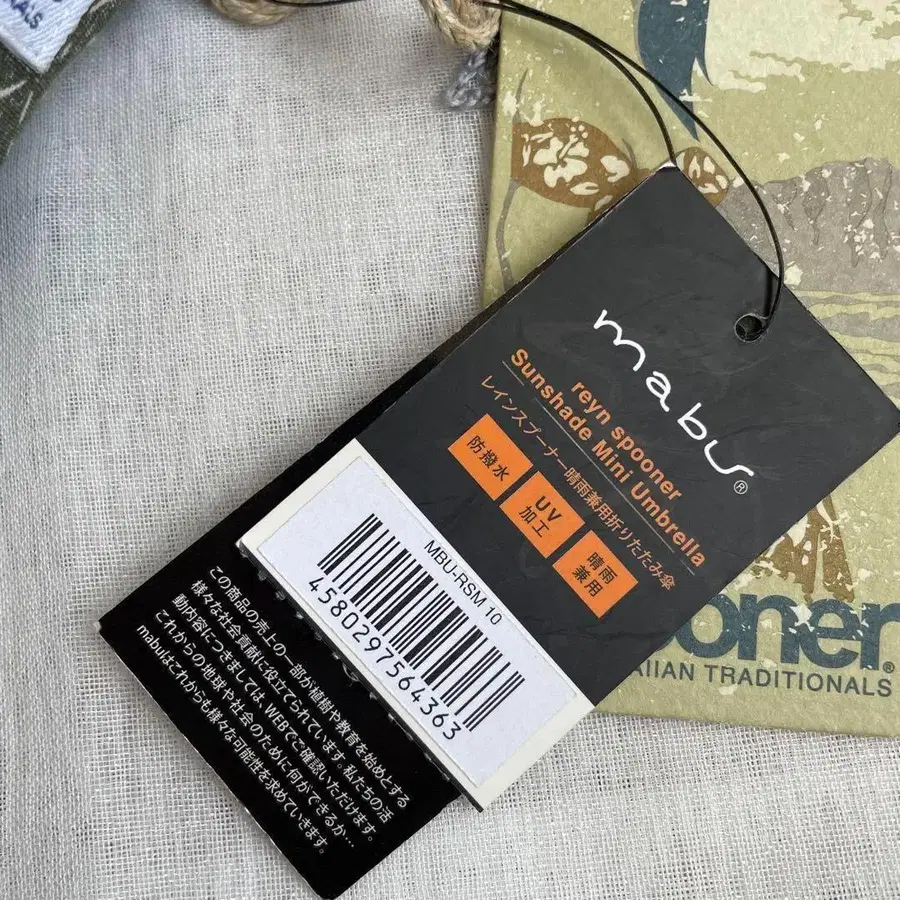 ALS
mabu®
reyn spooner
Sunshade Mini Umbrella
レインスプーナー晴雨兼用折りたたみ傘
防撥水
UV
加工
晴雨
兼用
MBU-RSM 10
4580297564363
この商品の売上の一部が植樹や教育を始めとする
様々な社会貢献に役立てられています。私たちの活
動内容につきましては、WEBでご確認いただけます。
これからの地球や社会のために何ができるか…
mabuはこれからも様々な可能性を求めていきます。
ooner®
AIIAN TRADITIONALS